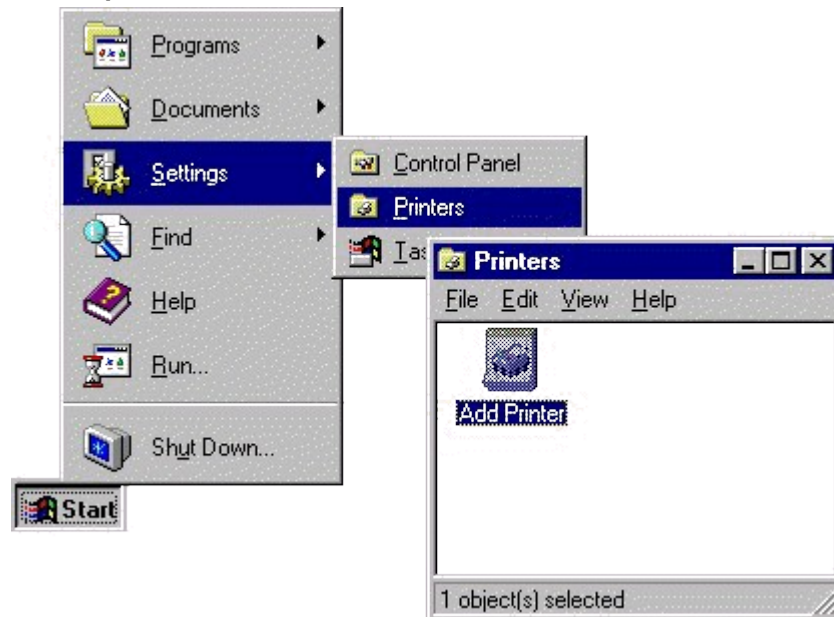 Programs
Documents
Settings
Find
Help
Run...
Shut Down...
Start
Control Panel
Printers
Printers
File Edit View Help
Add Printer
1 object(s) selected